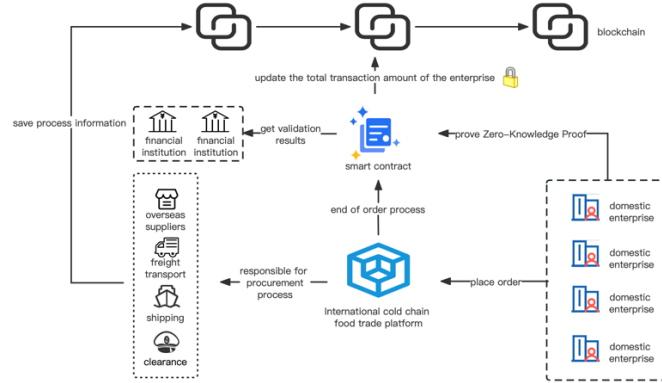 blockchain
update the total transaction amount of the enterprise
save process information
financial
institution
financial
institution
get validation
results
smart contract
prove Zero-Knowledge Proof
overseas
suppliers
freight
transport
shipping
clearance
end of order process
responsible for
procurement
process
International cold chain
food trade platform
place order
domestic
enterprise
domestic
enterprise
domestic
enterprise
domestic
enterprise